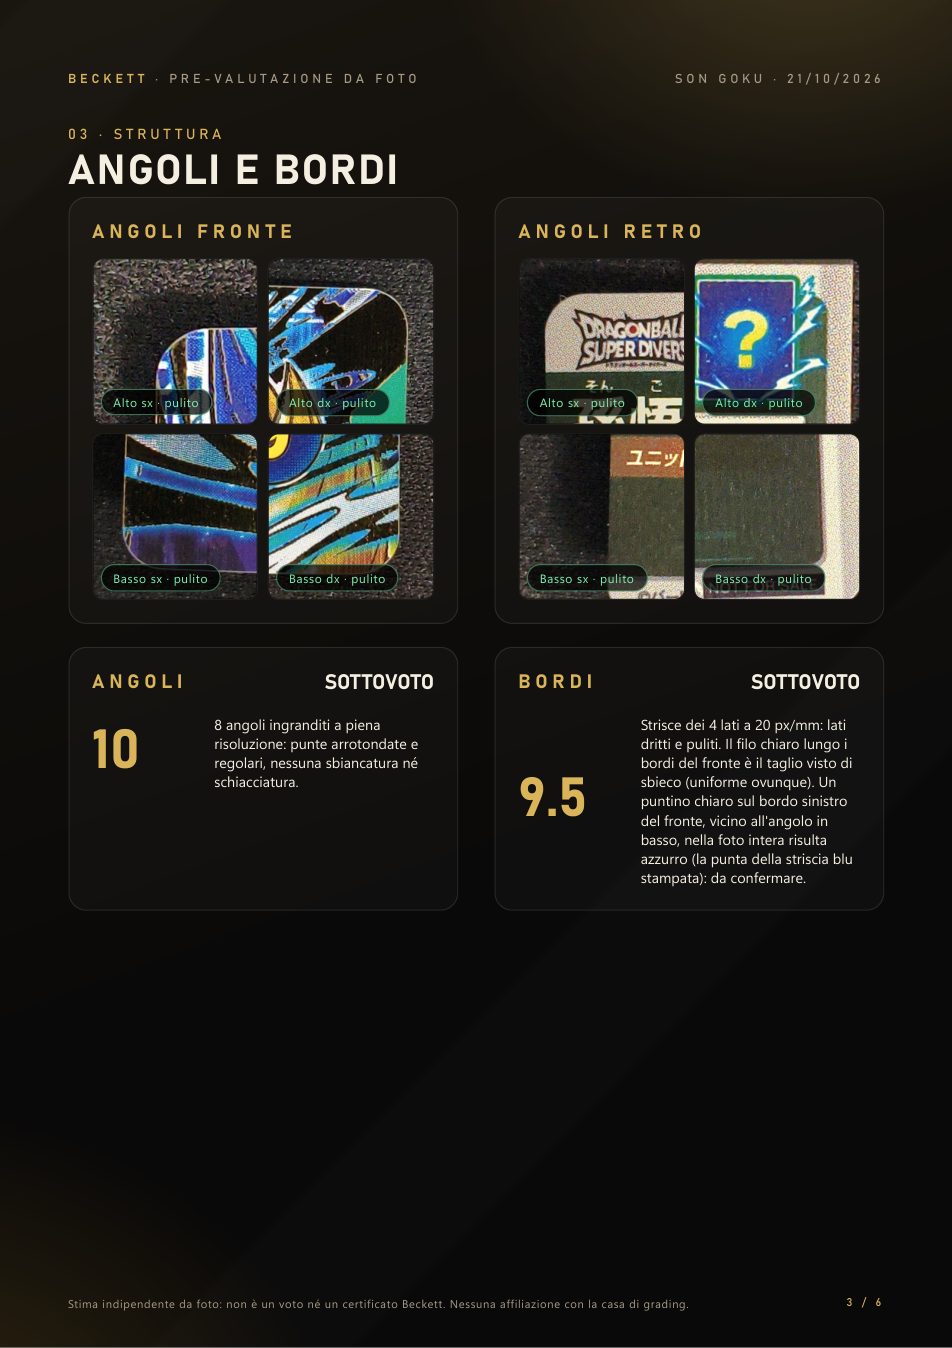 BECKETT · PRE-VALUTAZIONE DA FOTO
SON GOKU · 21/10/2026
03 · STRUTTURA
ANGOLI E BORDI
ANGOLI FRONTE
Alto sx · pulito
Alto dx · pulito
Basso sx · pulito
Basso dx · pulito
ANGOLI RETRO
DRAGONBAL
SUPER DIVERS
そん ご
悟
Alto sx · pulito
?
Alto dx · pulito
ユニッ
Basso sx · pulito
Basso dx · pulito
ANGOLI
SOTTOVOTO
10
8 angoli ingranditi a piena
risoluzione: punte arrotondate e
regolari, nessuna sbiancatura né
schiacciatura.
BORDI
SOTTOVOTO
9.5
Strisce dei 4 lati a 20 px/mm: lati
dritti e puliti. Il filo chiaro lungo i
bordi del fronte è il taglio visto di
sbieco (uniforme ovunque). Un
puntino chiaro sul bordo sinistro
del fronte, vicino all'angolo in
basso, nella foto intera risulta
azzurro (la punta della striscia blu
stampata): da confermare.
Stima indipendente da foto: non è un voto né un certificato Beckett. Nessuna affiliazione con la casa di grading.
3 / 6